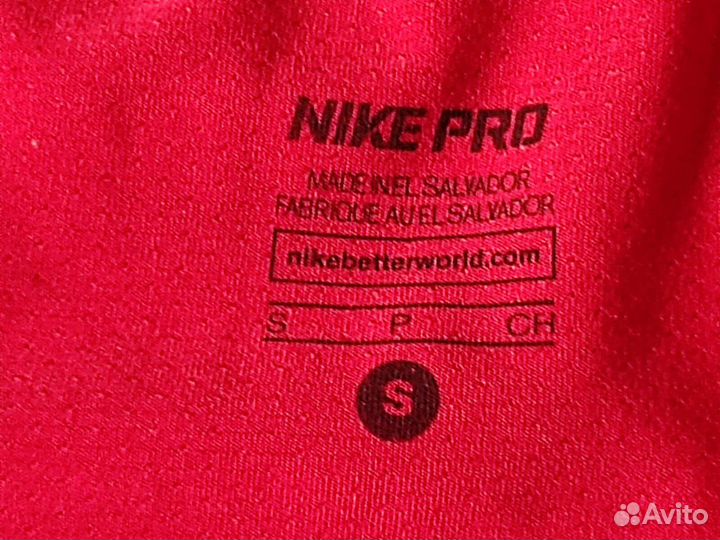 NIKE PRO
MADE IN EL SALVADOR
FABRIQUE AU EL SALVADOR
nikebetterworld.com
S P CH
S
Avito